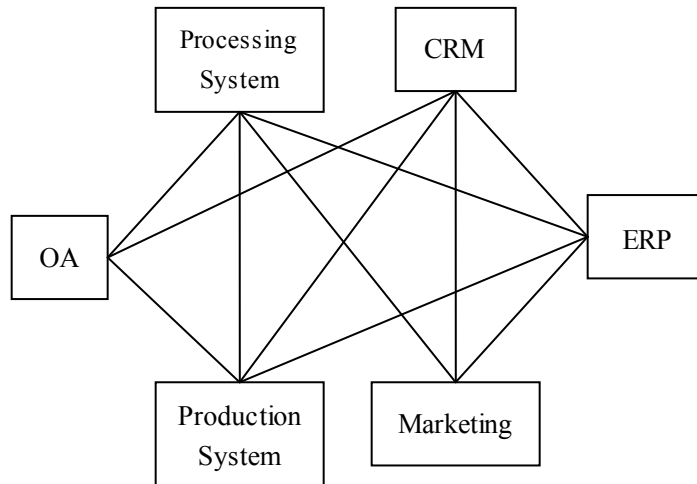 Processing
System
CRM
OA
ERP
Production
System
Marketing